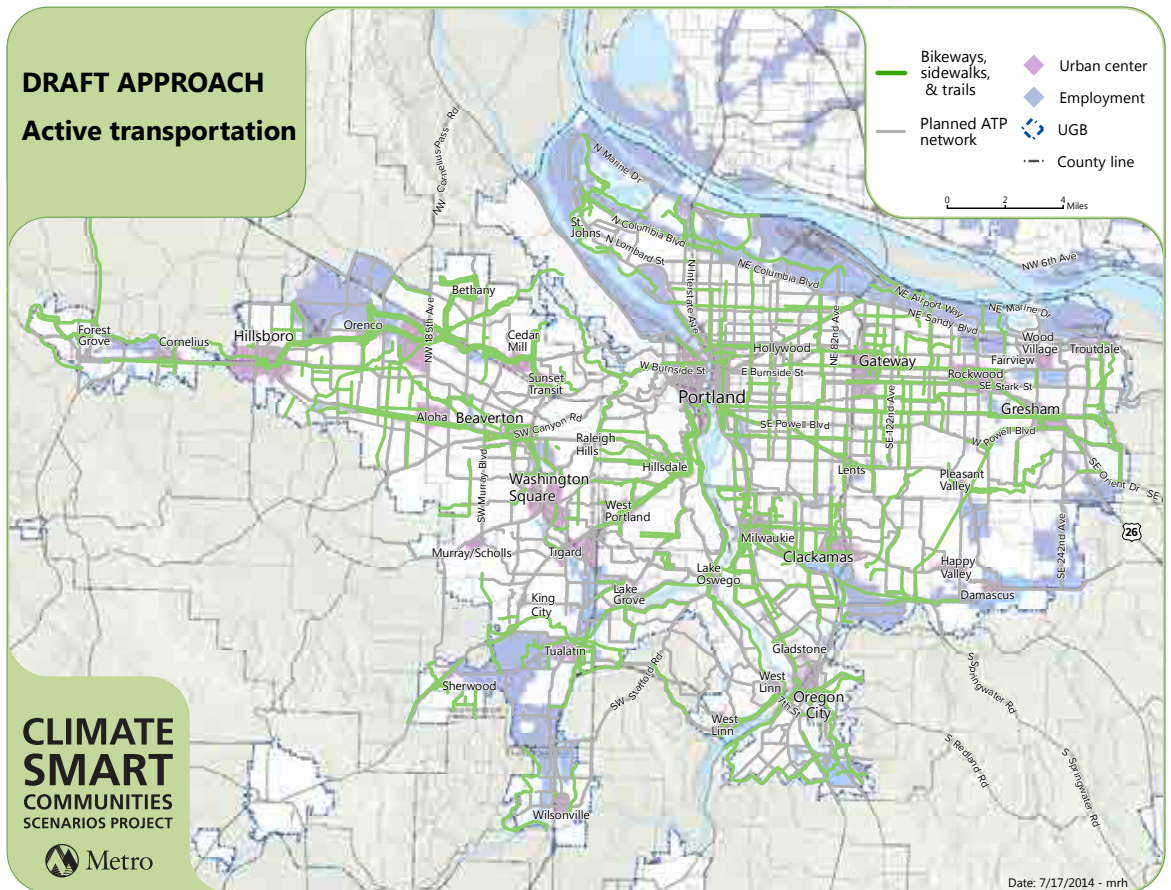 DRAFT APPROACH
Active transportation
Bikeways,
sidewalks,
& trails
Planned ATP
network
Urban center
Employment
UGB
County line
0 2 4 Miles
NW Cornelius Pass Rd
N Marine Dr
St.
Johns
N Columbia Blvd
N Lombard St
N Interstate Ave
NE Columbia Blvd
NW 6th Ave
NE Airport Way
NE Marine Dr
NE Sandy Blvd
NE 82nd Ave
Bethany
NW 185th Ave
Orenco
Hillsboro
Forest
Grove
Cornelius
Cedar
Mill
Sunset
Transit
W Burnside St
Hollywood
E Burnside St
Gateway
Wood
Village
Fairview
Troutdale
Rockwood
SE Stark St
Portland
Gresham
Aloha
Beaverton
SW Canyon Rd
SE Powell Blvd
SE 122nd Ave
W Powell Blvd
Raleigh
Hills
Hillsdale
Lents
Pleasant
Valley
SE Orient Dr
SE
26
SW Murray Blvd
Washington
Square
West
Portland
SE 242nd Ave
Murray/Scholls
Tigard
Milwaukie
Clackamas
Happy
Valley
Lake
Oswego
Damascus
King
City
Lake
Grove
Tualatin
Gladstone
SW Stafford Rd
Sherwood
West
Linn
Oregon
City
7th St
West
Linn
S Springwater Rd
S Redland Rd
S Springwater Rd
Wilsonville
CLIMATE
SMART
COMMUNITIES
SCENARIOS PROJECT
Metro
Date: 7/17/2014 - mrh